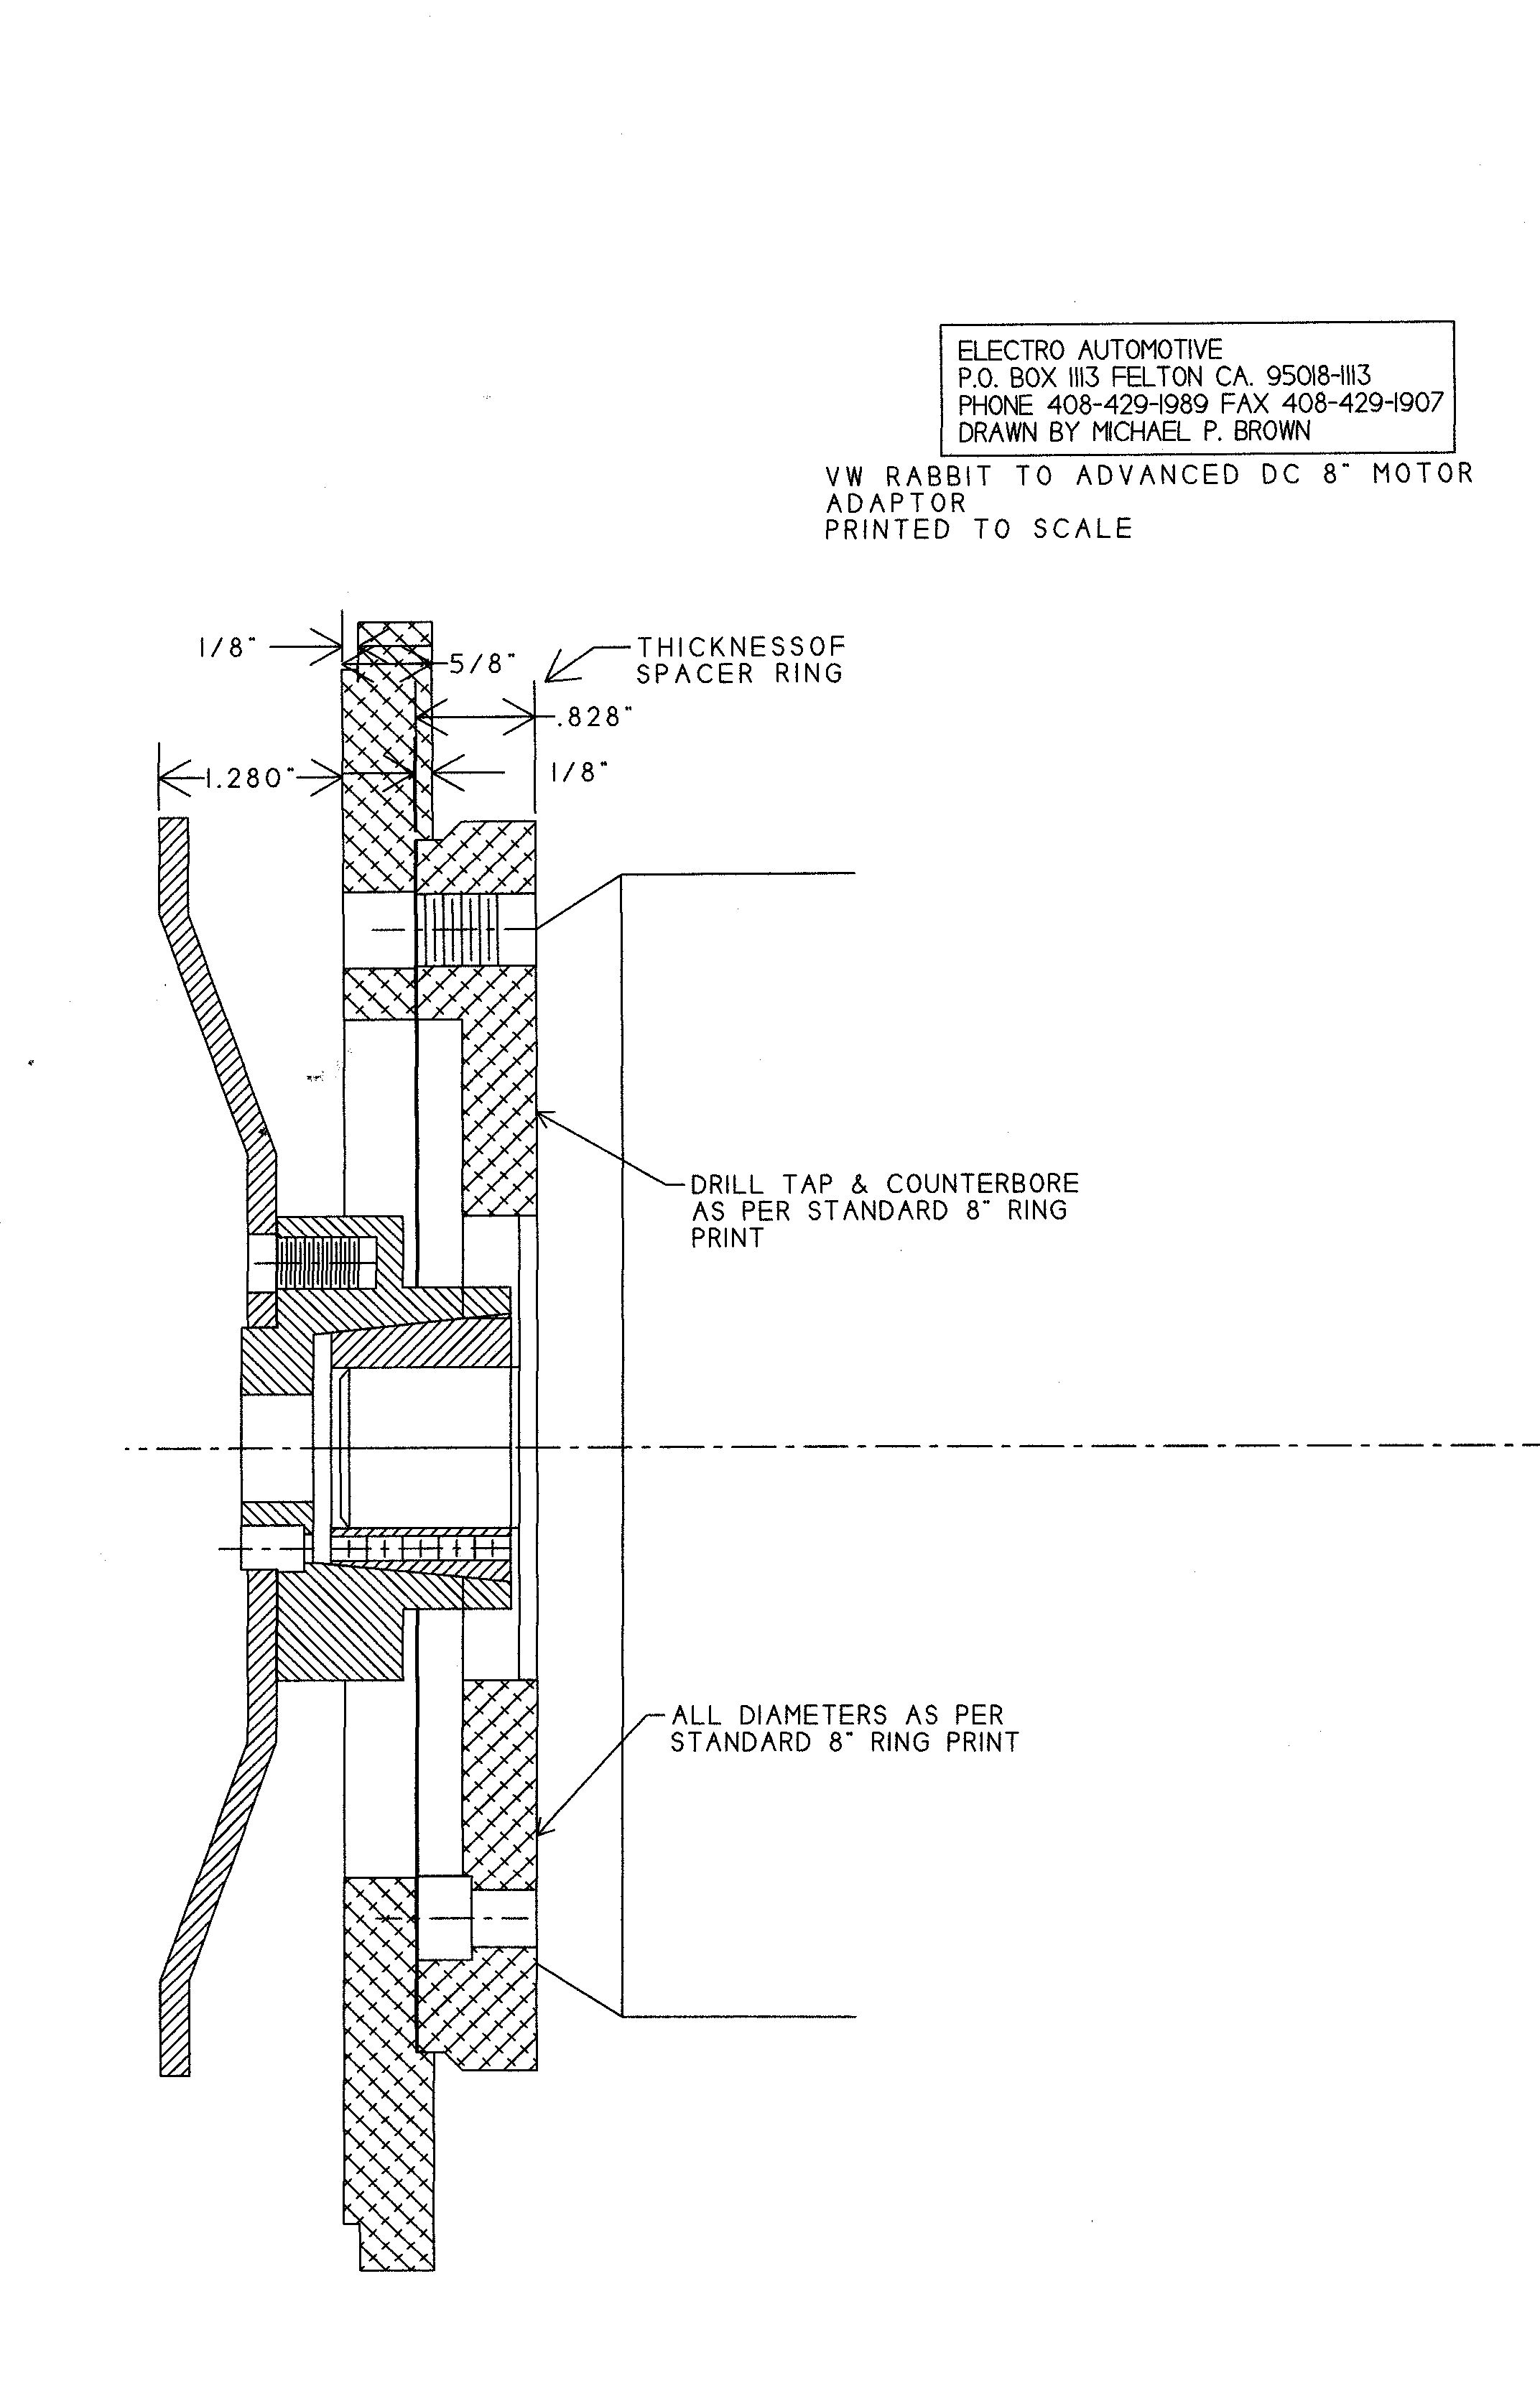 ELECTRO AUTOMOTIVE
P.O. BOX 1113 FELTON CA. 95018-1113
PHONE 408-429-1989 FAX 408-429-1907
DRAWN BY MICHAEL P. BROWN
VW RABBIT TO ADVANCED DC 8" MOTOR
ADAPTOR
PRINTED TO SCALE
1/8"
5/8"
THICKNESSOF
SPACER RING
.828"
1.280"
1/8"
DRILL TAP & COUNTERBORE
AS PER STANDARD 8" RING
PRINT
ALL DIAMETERS AS PER
STANDARD 8" RING PRINT